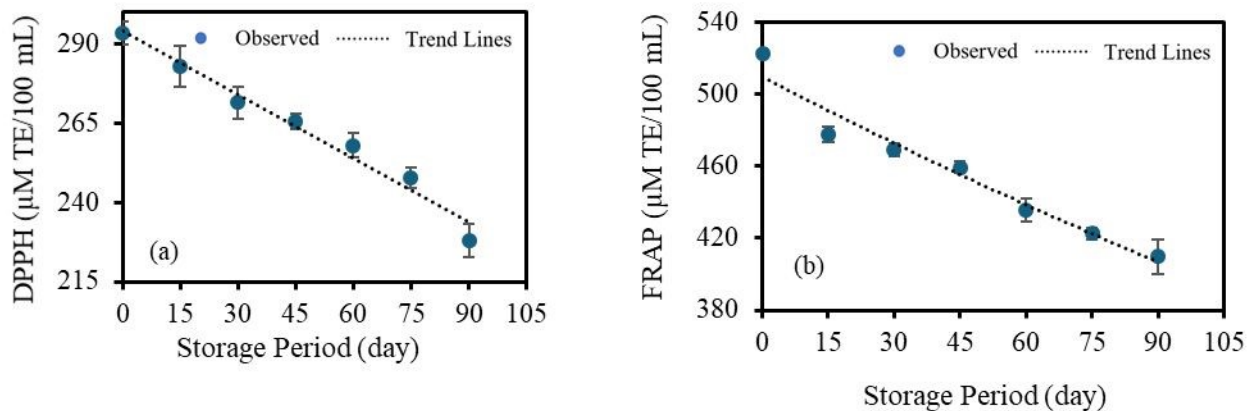 DPPH (µM TE/100 mL)
290
265
240
215
Observed
Trend Lines
(a)
0 15 30 45 60 75 90 105
Storage Period (day)
FRAP (µM TE/100 mL)
540
500
460
420
380
Observed
Trend Lines
(b)
0 15 30 45 60 75 90 105
Storage Period (day)